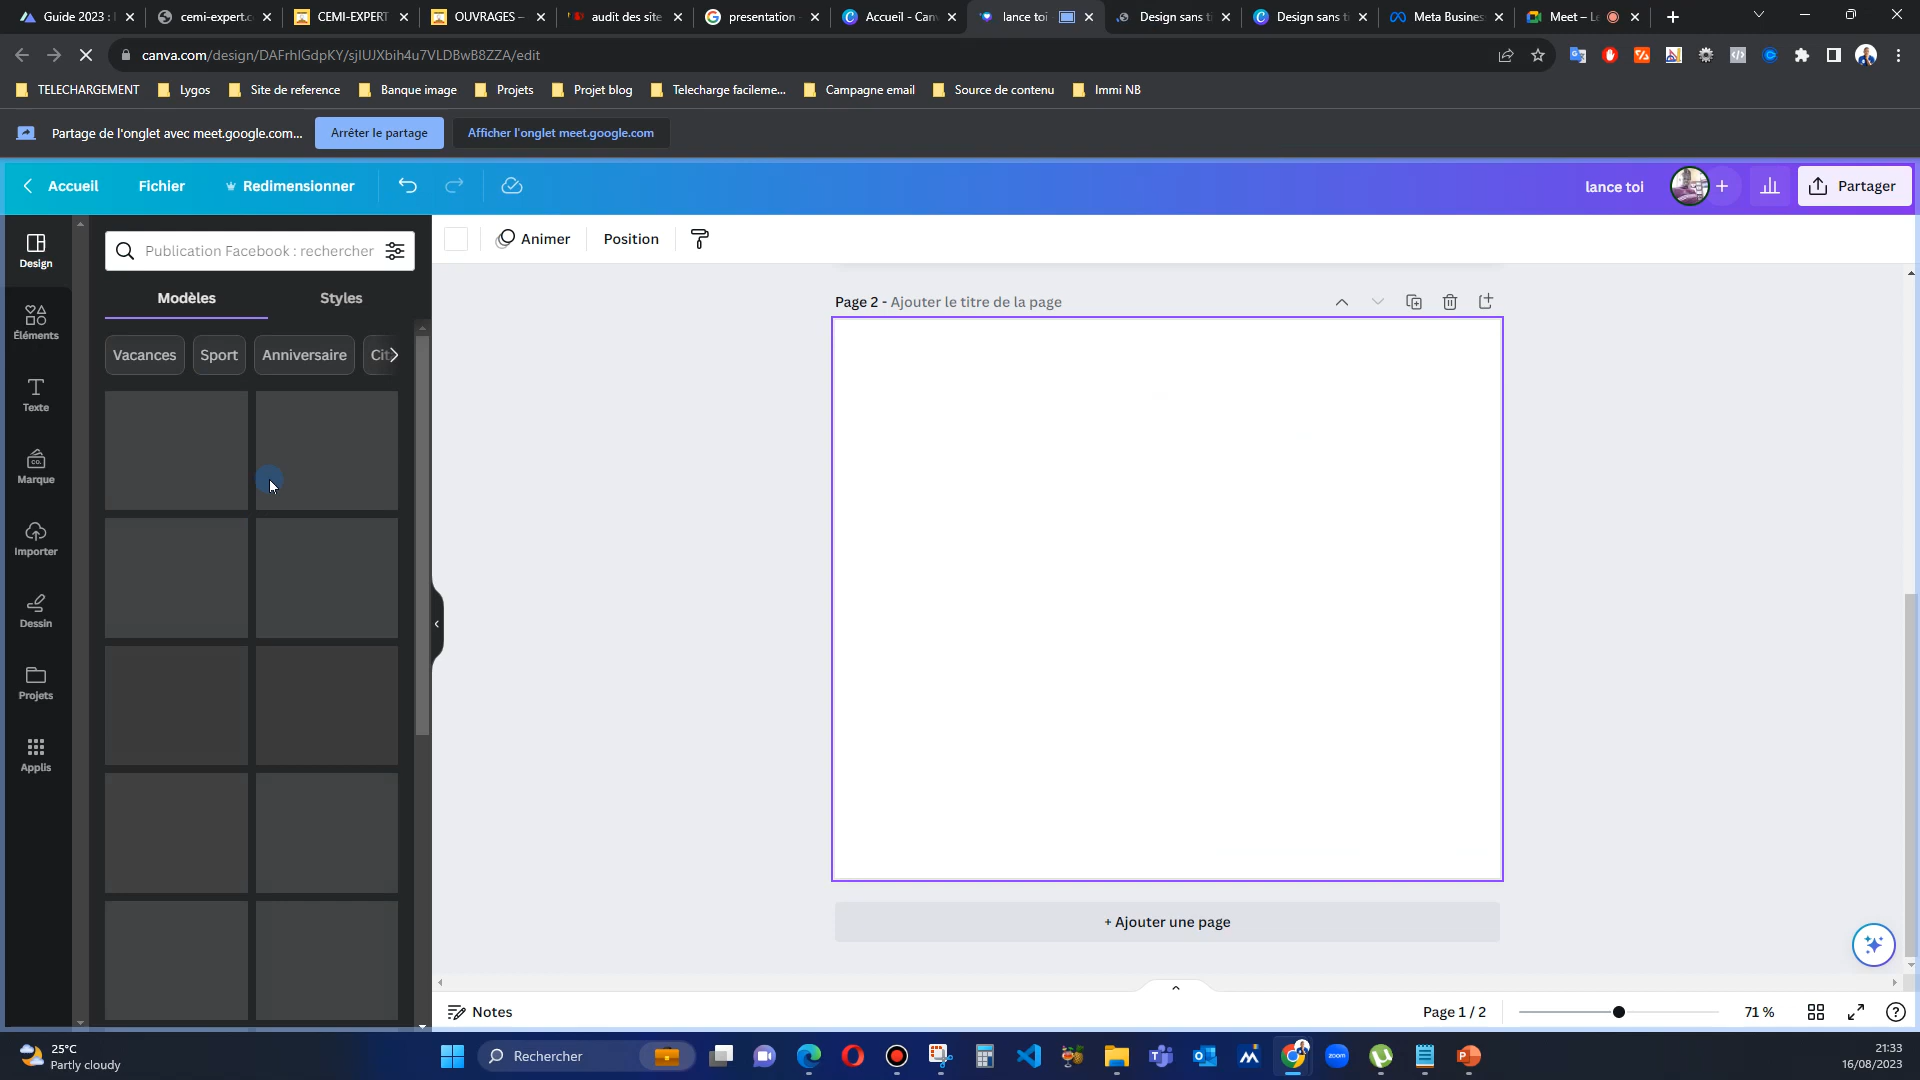 Guide 2023 :
cemi-expert.c
CEMI-EXPERT
OUVRAGES –
audit des site
presentation
Accueil - Can
lance toi
Design sans ti
Design sans ti
Meta Busines
Meet – Le
canva.com/design/DAFrhlGdpKY/sjIUJXbih4u7VLDBwB8ZZA/edit
TELECHARGEMENT
Lygos
Site de reference
Banque image
Projets
Projet blog
Telecharge facileme...
Campagne email
Source de contenu
Immi NB
Partage de l'onglet avec meet.google.com...
Arrêter le partage
Afficher l'onglet meet.google.com
Accueil
Fichier
Redimensionner
lance toi
Partager
Design
Éléments
Texte
Marque
Importer
Dessin
Projets
Applis
Publication Facebook : rechercher
Modèles
Styles
Vacances
Sport
Anniversaire
Cit
Animer
Position
Page 2 - Ajouter le titre de la page
+ Ajouter une page
Notes
Page 1 / 2
71 %
25°C
Partly cloudy
Rechercher
21:33
16/08/2023